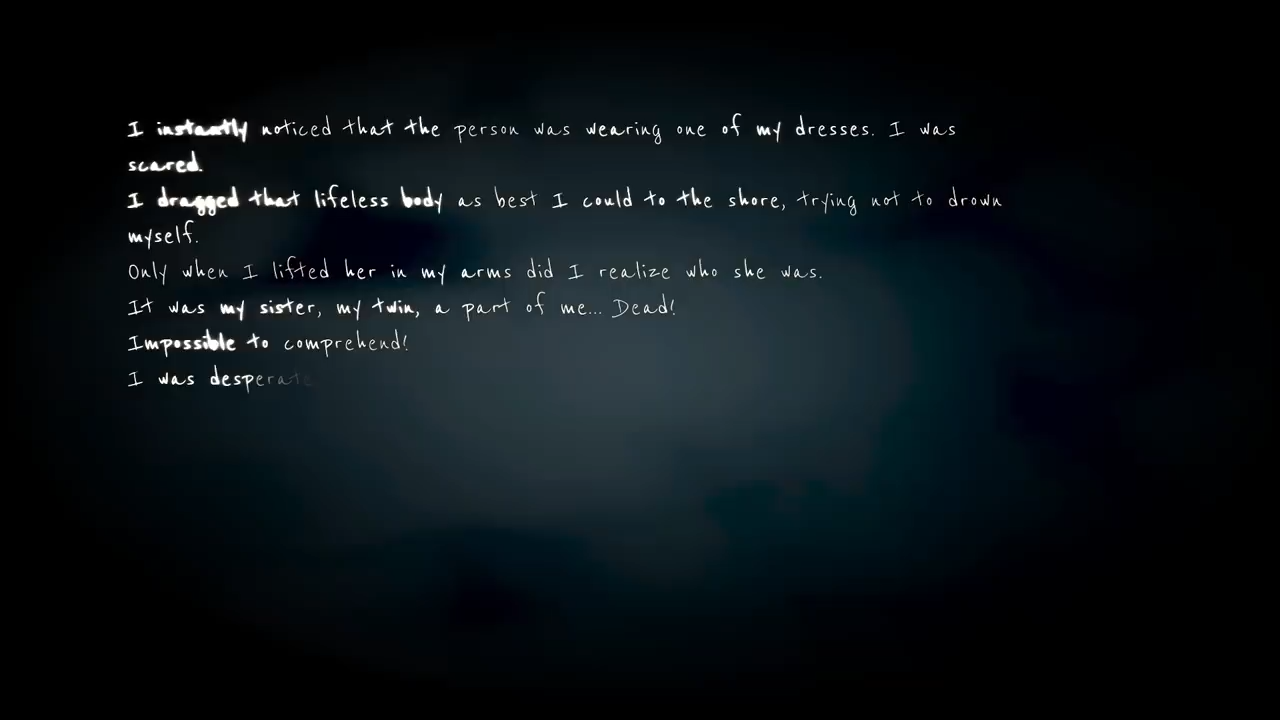 I instantly noticed that the person was wearing one of my dresses. I was
scared.
I dragged that lifeless body as best I could to the shore, trying not to drown
myself.
Only when I lifted her in my arms did I realize who she was.
It was my sister, my twin, a part of me... Dead!
Impossible to comprehend!
I was desperate